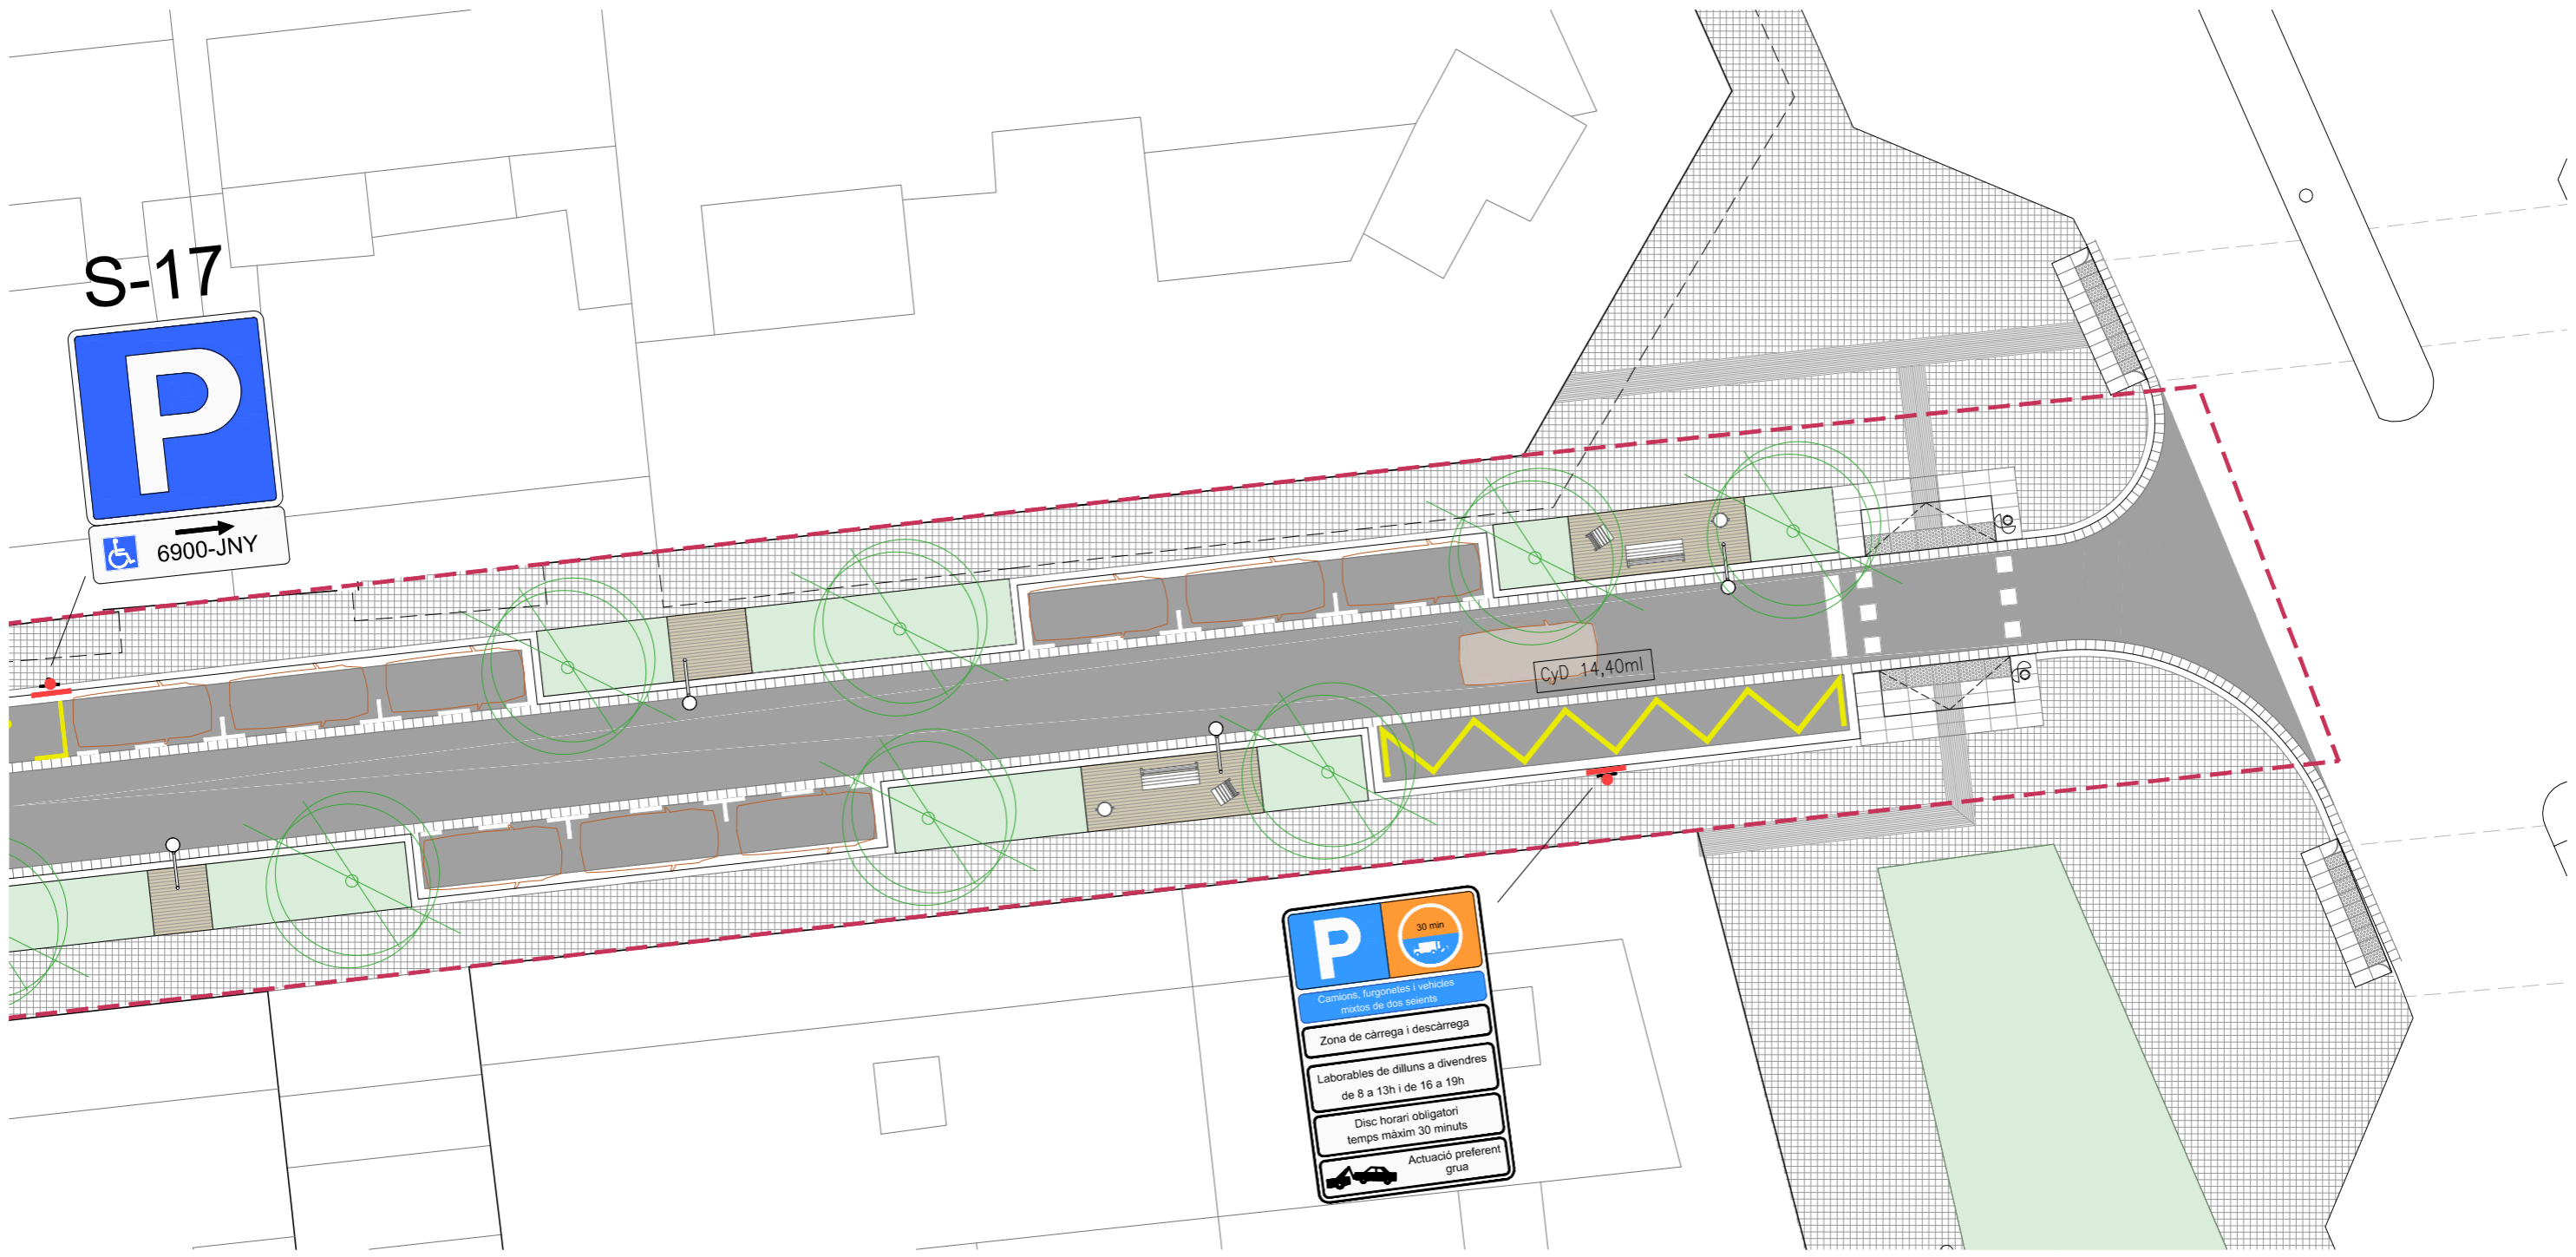 S-17
P
6900-JNY
CyD 14,40ml
P
30 min
Camions, furgonetes i vehicles
mixtos de dos seients
Zona de càrrega i descàrrega
Laborables de dilluns a divendres
de 8 a 13h i de 16 a 19h
Disc horari obligatori
temps màxim 30 minuts
Actuació preferent
grua